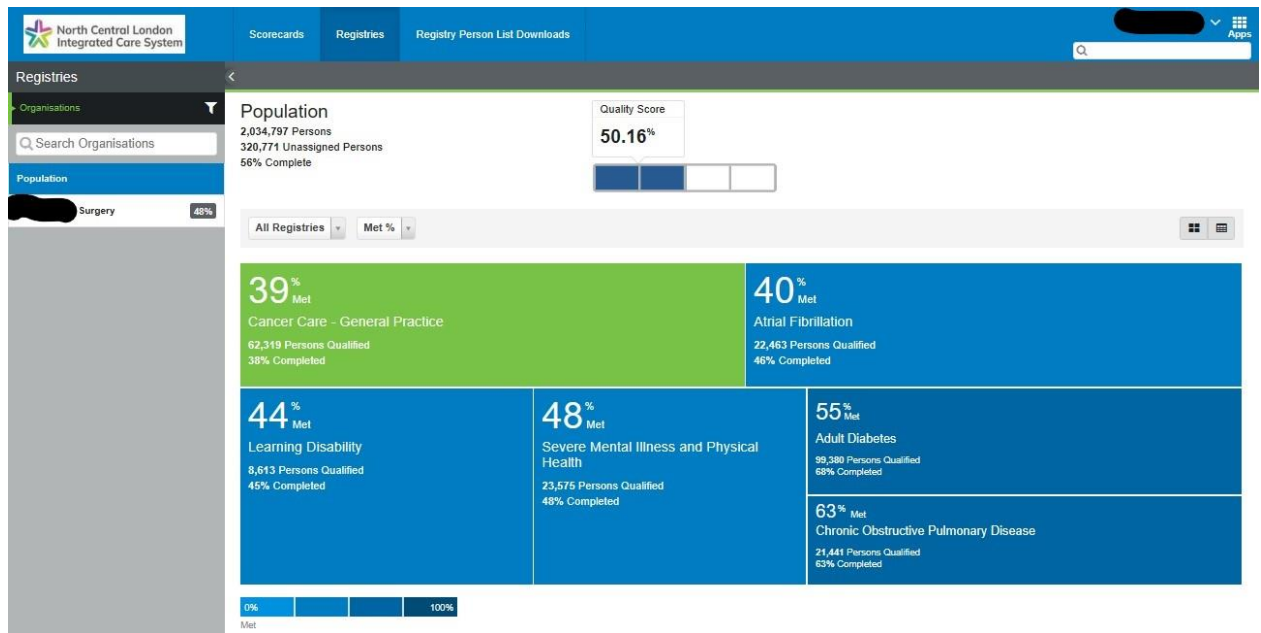 North Central London
Integrated Care System
Scorecards
Registries
Registry Person List Downloads
Apps
Registries
Organisations
Search Organisations
Population
Surgery
48%
Population
2,034,797 Persons
320,771 Unassigned Persons
56% Complete
Quality Score
50.16%
All Registries
Met %
39% Met
Cancer Care - General Practice
62,319 Persons Qualified
38% Completed
40% Met
Atrial Fibrillation
22,463 Persons Qualified
46% Completed
44% Met
Learning Disability
8,613 Persons Qualified
45% Completed
48% Met
Severe Mental Illness and Physical
Health
23,575 Persons Qualified
48% Completed
55% Met
Adult Diabetes
99,380 Persons Qualified
68% Completed
63% Met
Chronic Obstructive Pulmonary Disease
21,441 Persons Qualified
63% Completed
0%
100%
Met